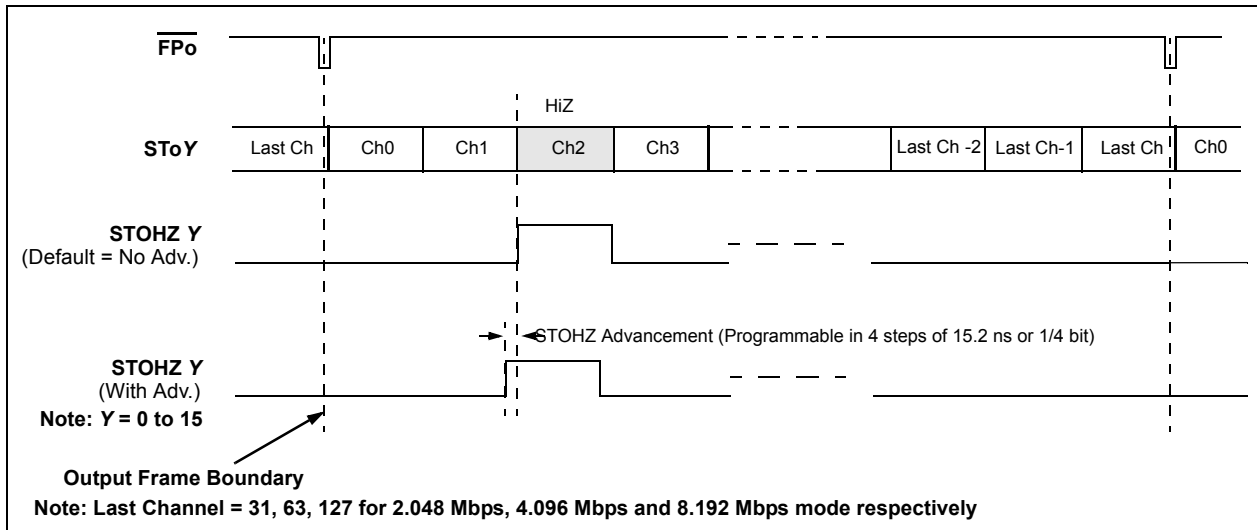 FPo
HiZ
SToY Last Ch Ch0 Ch1 Ch2 Ch3 Last Ch -2 Last Ch-1 Last Ch Ch0
STOHZ Y
(Default = No Adv.)
STOHZ Advancement (Programmable in 4 steps of 15.2 ns or 1/4 bit)
STOHZ Y
(With Adv.)
Note: Y = 0 to 15
Output Frame Boundary
Note: Last Channel = 31, 63, 127 for 2.048 Mbps, 4.096 Mbps and 8.192 Mbps mode respectively